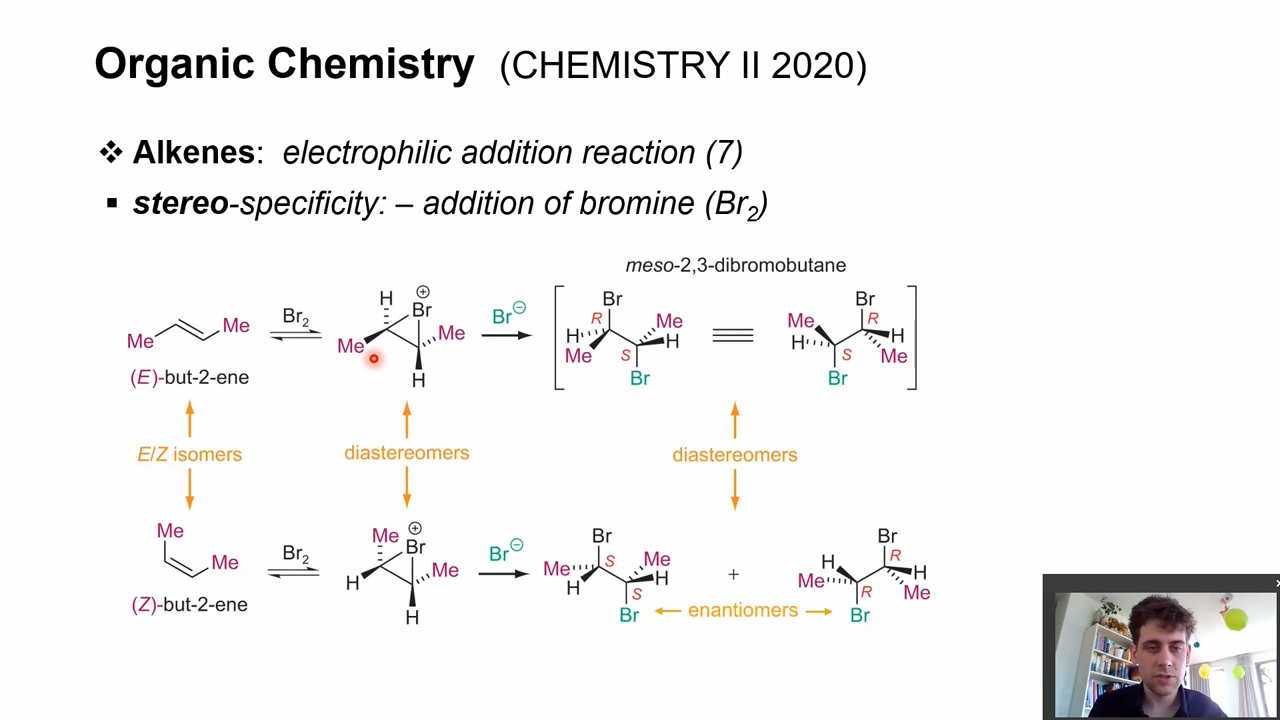 Organic Chemistry (CHEMISTRY II 2020)
❖ Alkenes: electrophilic addition reaction (7)
▪ stereo-specificity: – addition of bromine (Br₂)
meso-2,3-dibromobutane
Me Me
(E)-but-2-ene
Br₂
H Br ⊕
Me Me
H
Br⊖
Br
R
H Me
Me S H
Br
≡
Br
Me R H
H S Me
Br
E/Z isomers
diastereomers
diastereomers
Me
Me
(Z)-but-2-ene
Br₂
Me Br ⊕
H Me
H
Br⊖
Br
Me S Me
H S H
Br
+
Br
H R H
Me R Me
Br
enantiomers